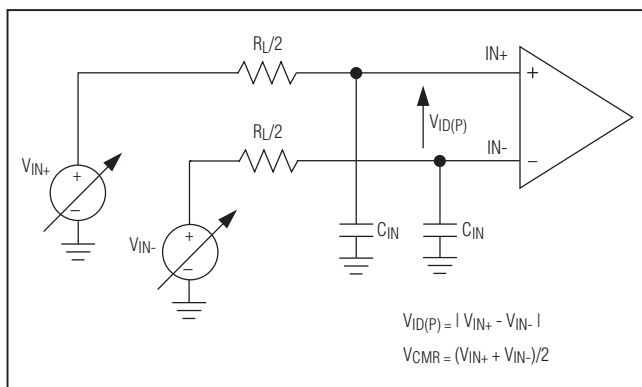 RL/2
IN+
+
RL/2
VID(P)
VIN+
+
−
IN-
−
VIN-
+
−
CIN
CIN
VID(P) = | VIN+ - VIN- |
VCMR = (VIN+ + VIN-)/2